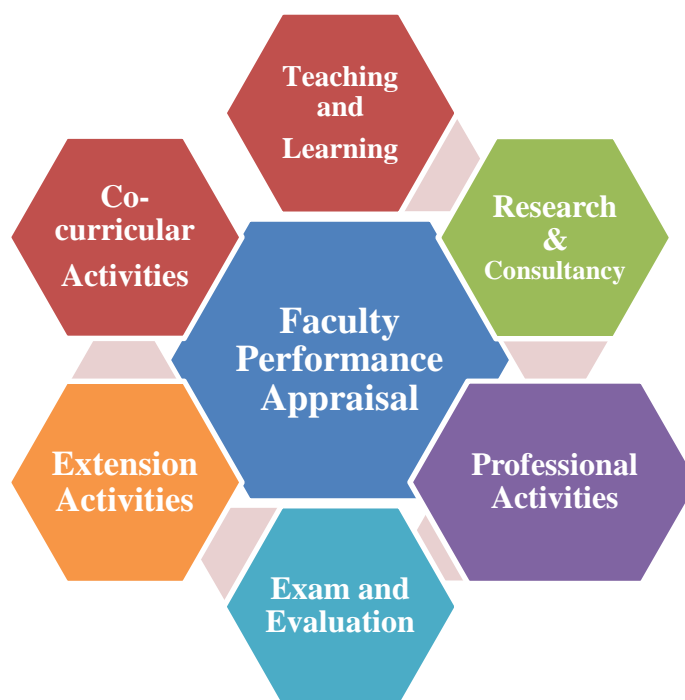 Teaching
and
Learning
Co-
curricular
Activities
Research
&
Consultancy
Faculty
Performance
Appraisal
Extension
Activities
Professional
Activities
Exam and
Evaluation